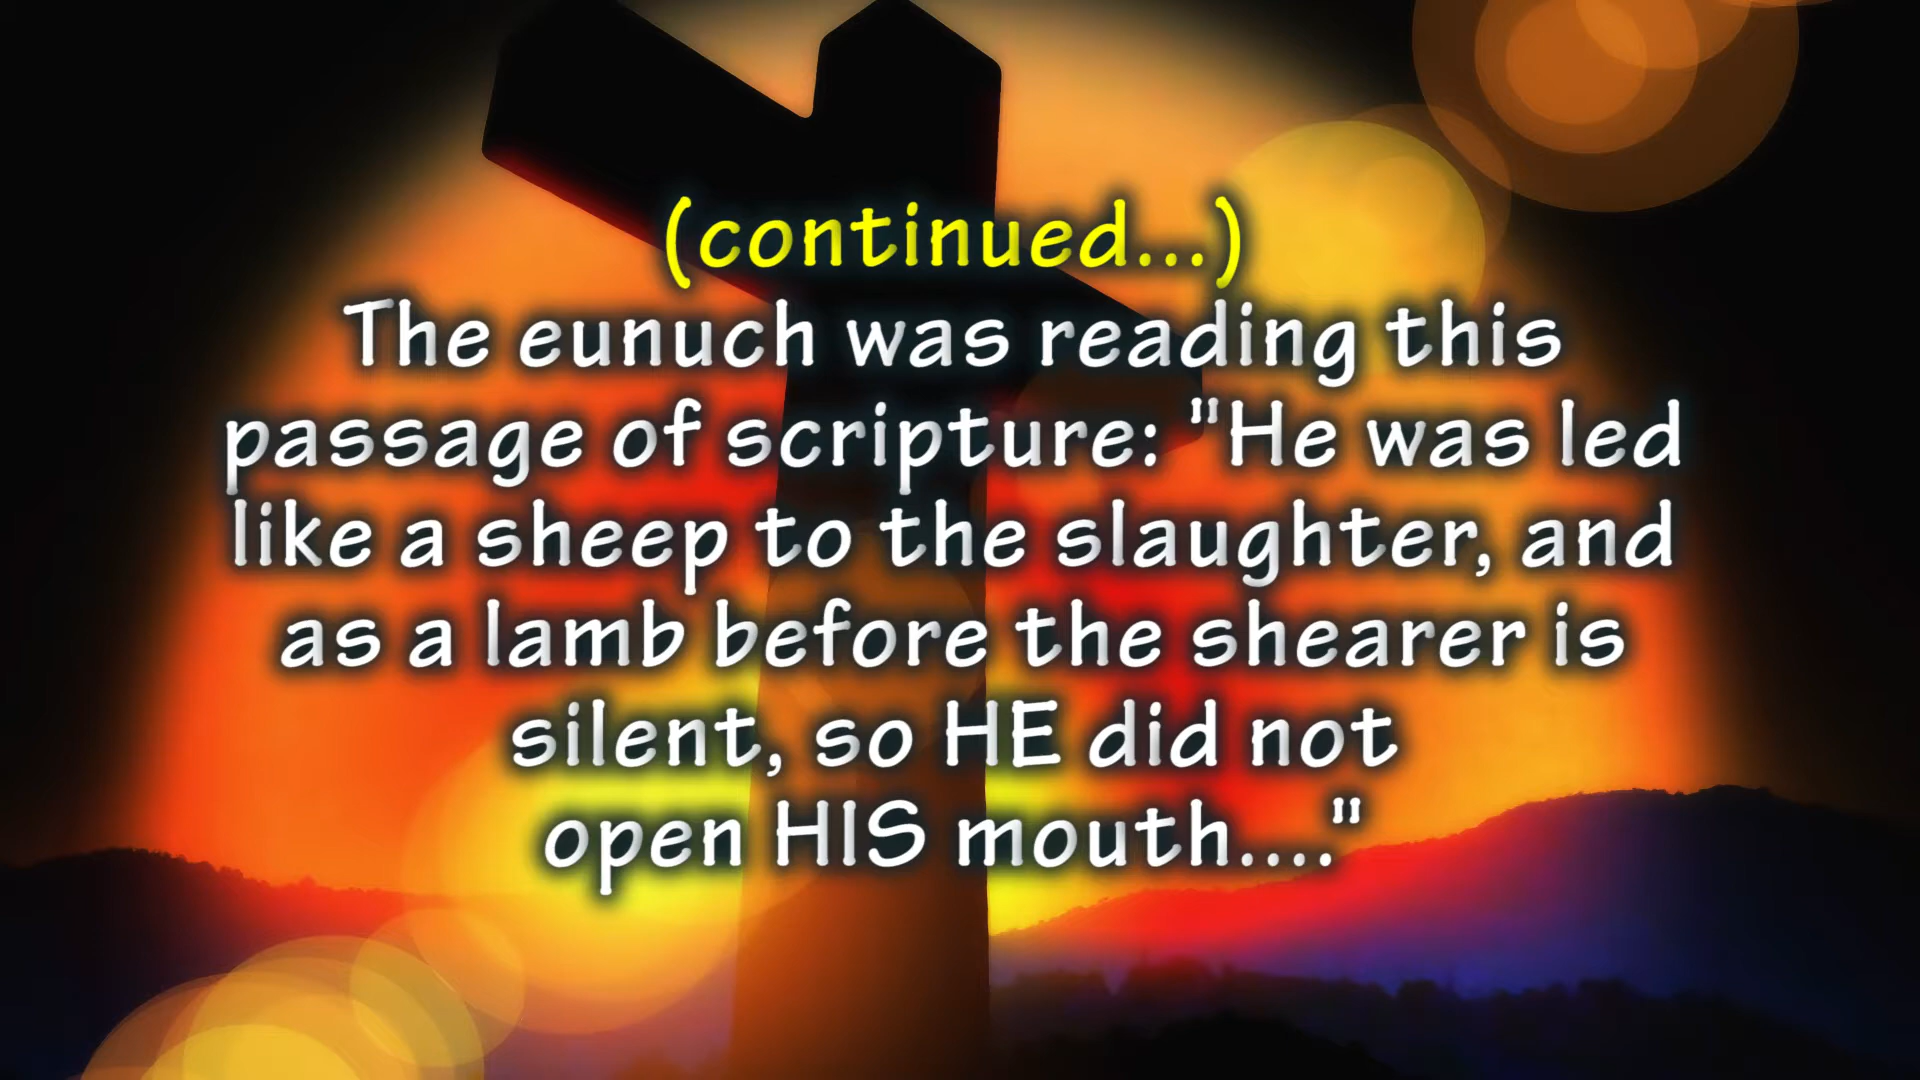 (continued...)
The eunuch was reading this
passage of scripture: "He was led
like a sheep to the slaughter, and
as a lamb before the shearer is
silent, so HE did not
open HIS mouth...."